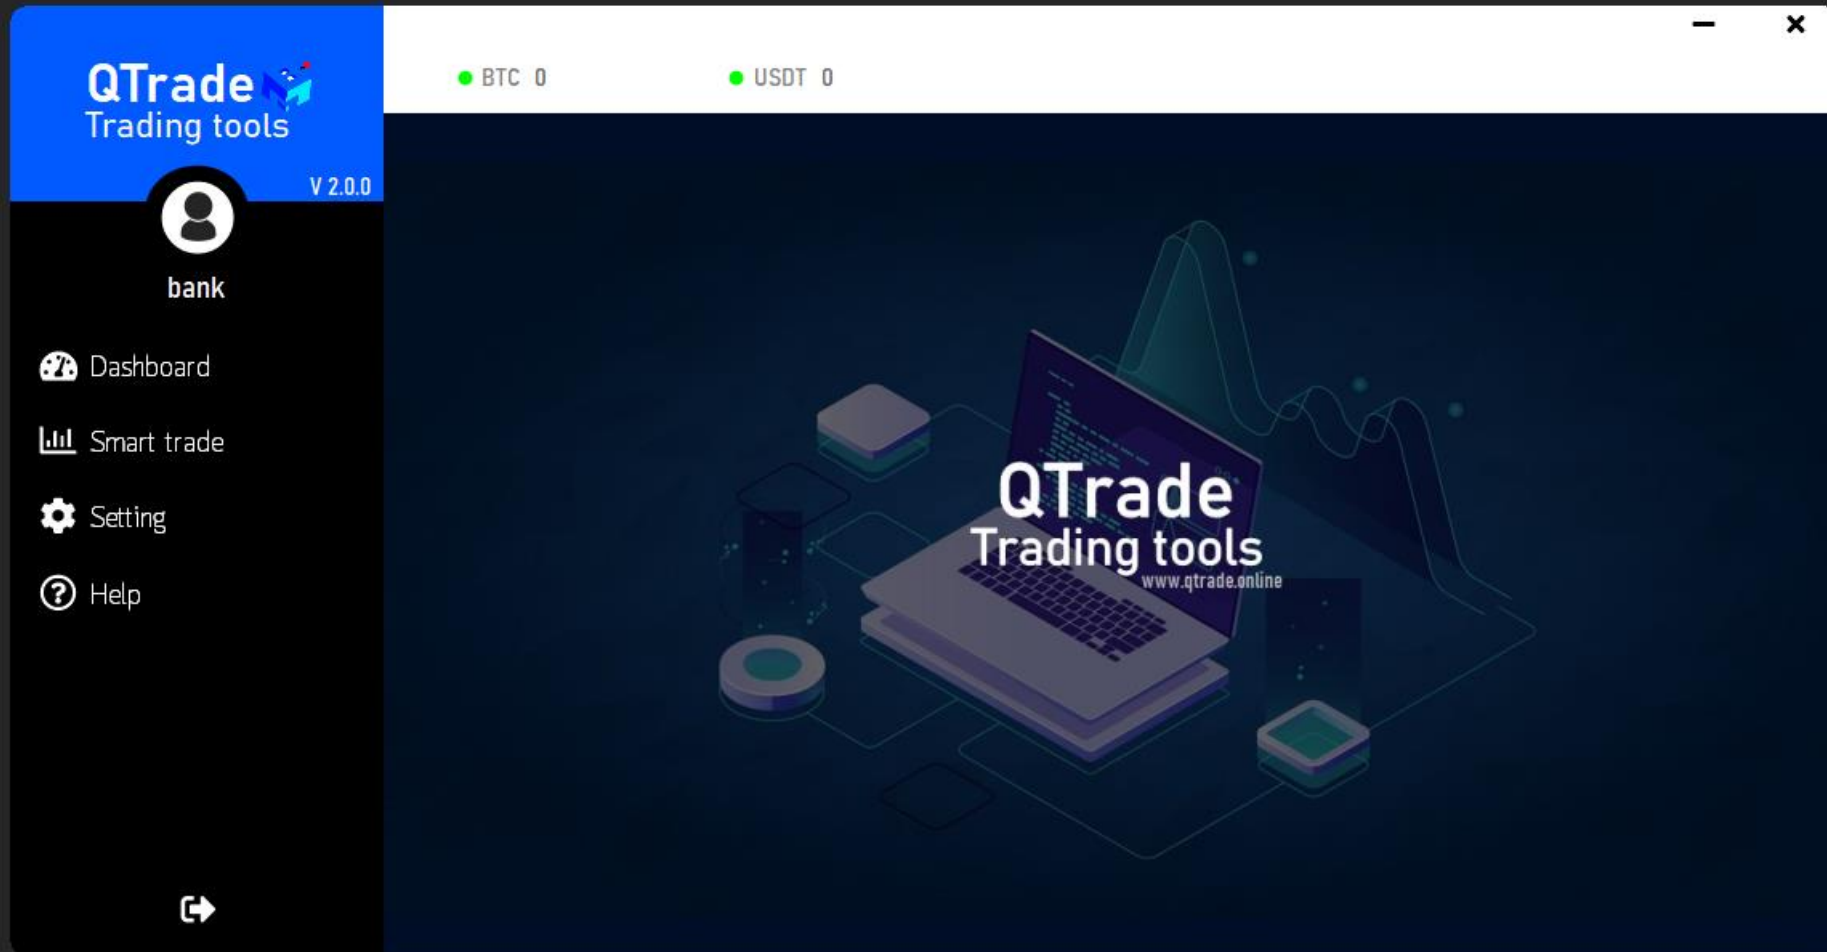 QTrade
Trading tools
V 2.0.0
bank
Dashboard
Smart trade
Setting
Help
BTC 0
USDT 0
QTrade
Trading tools
www.qtrade.online